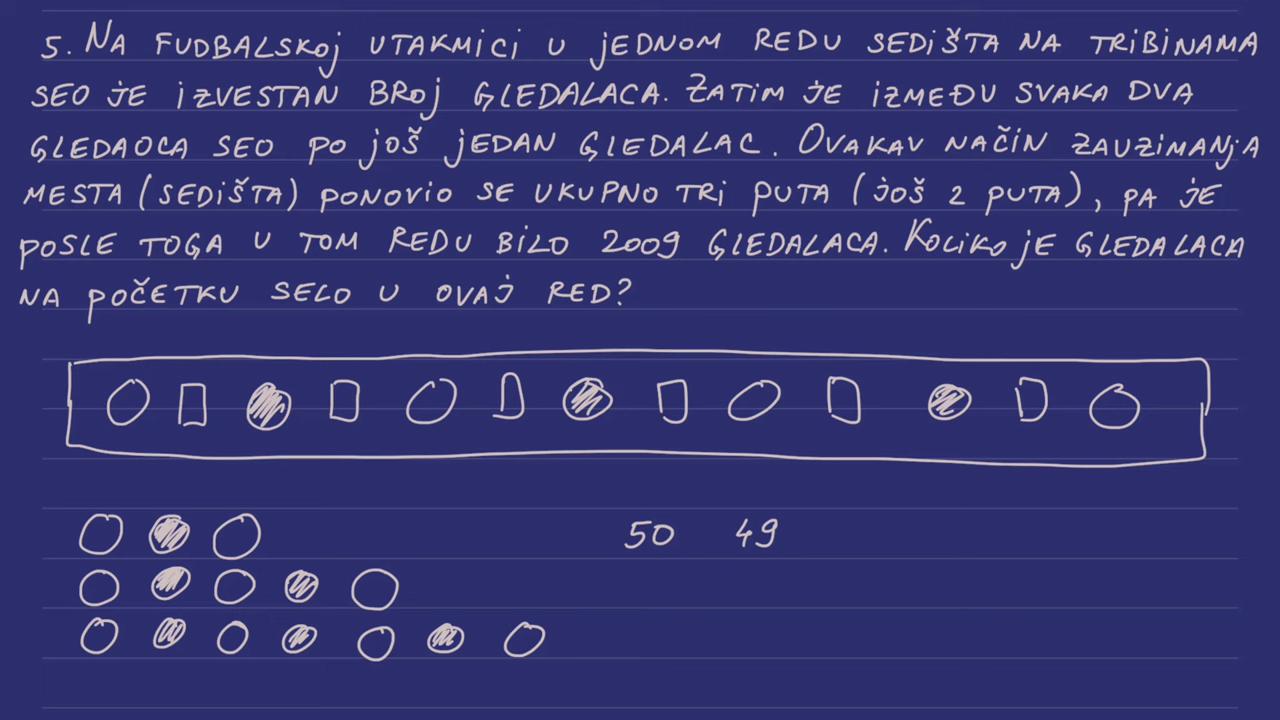 5. NA FUDBALSKOJ UTAKMICI U JEDNOM REDU SEDIŠTA NA TRIBINAMA
SEO JE IZVESTAN BROJ GLEDALACA. ZATIM JE IZMEĐU SVAKA DVA
GLEDAOCA SEO PO JOŠ JEDAN GLEDALAC. OVAKAV NAČIN ZAUZIMANJA
MESTA (SEDIŠTA) PONOVIO SE UKUPNO TRI PUTA (JOŠ 2 PUTA), PA JE
POSLE TOGA U TOM REDU BILO 2009 GLEDALACA. KOLIKO JE GLEDALACA
NA POČETKU SELO U OVAJ RED?
50 49